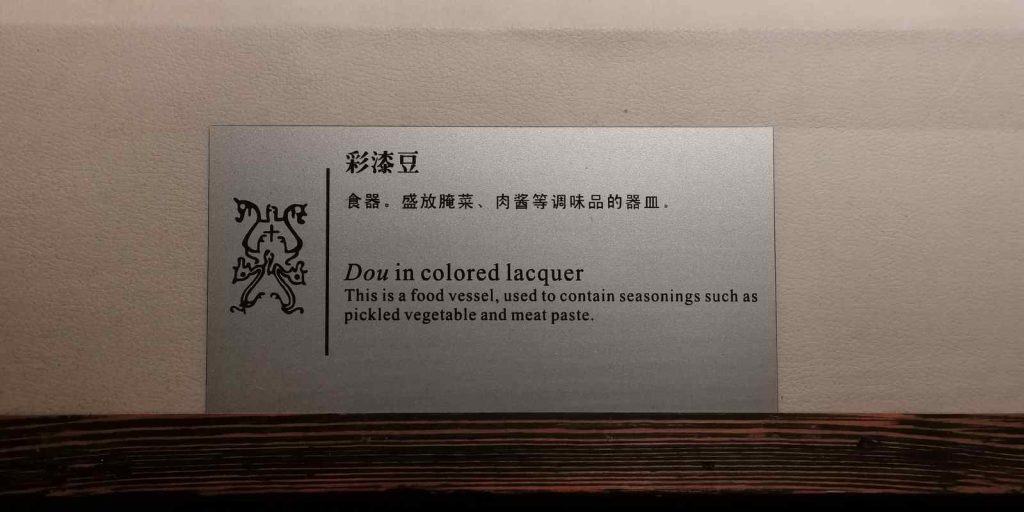 彩漆豆
食器。盛放腌菜、肉酱等调味品的器皿。
Dou in colored lacquer
This is a food vessel, used to contain seasonings such as
pickled vegetable and meat paste.